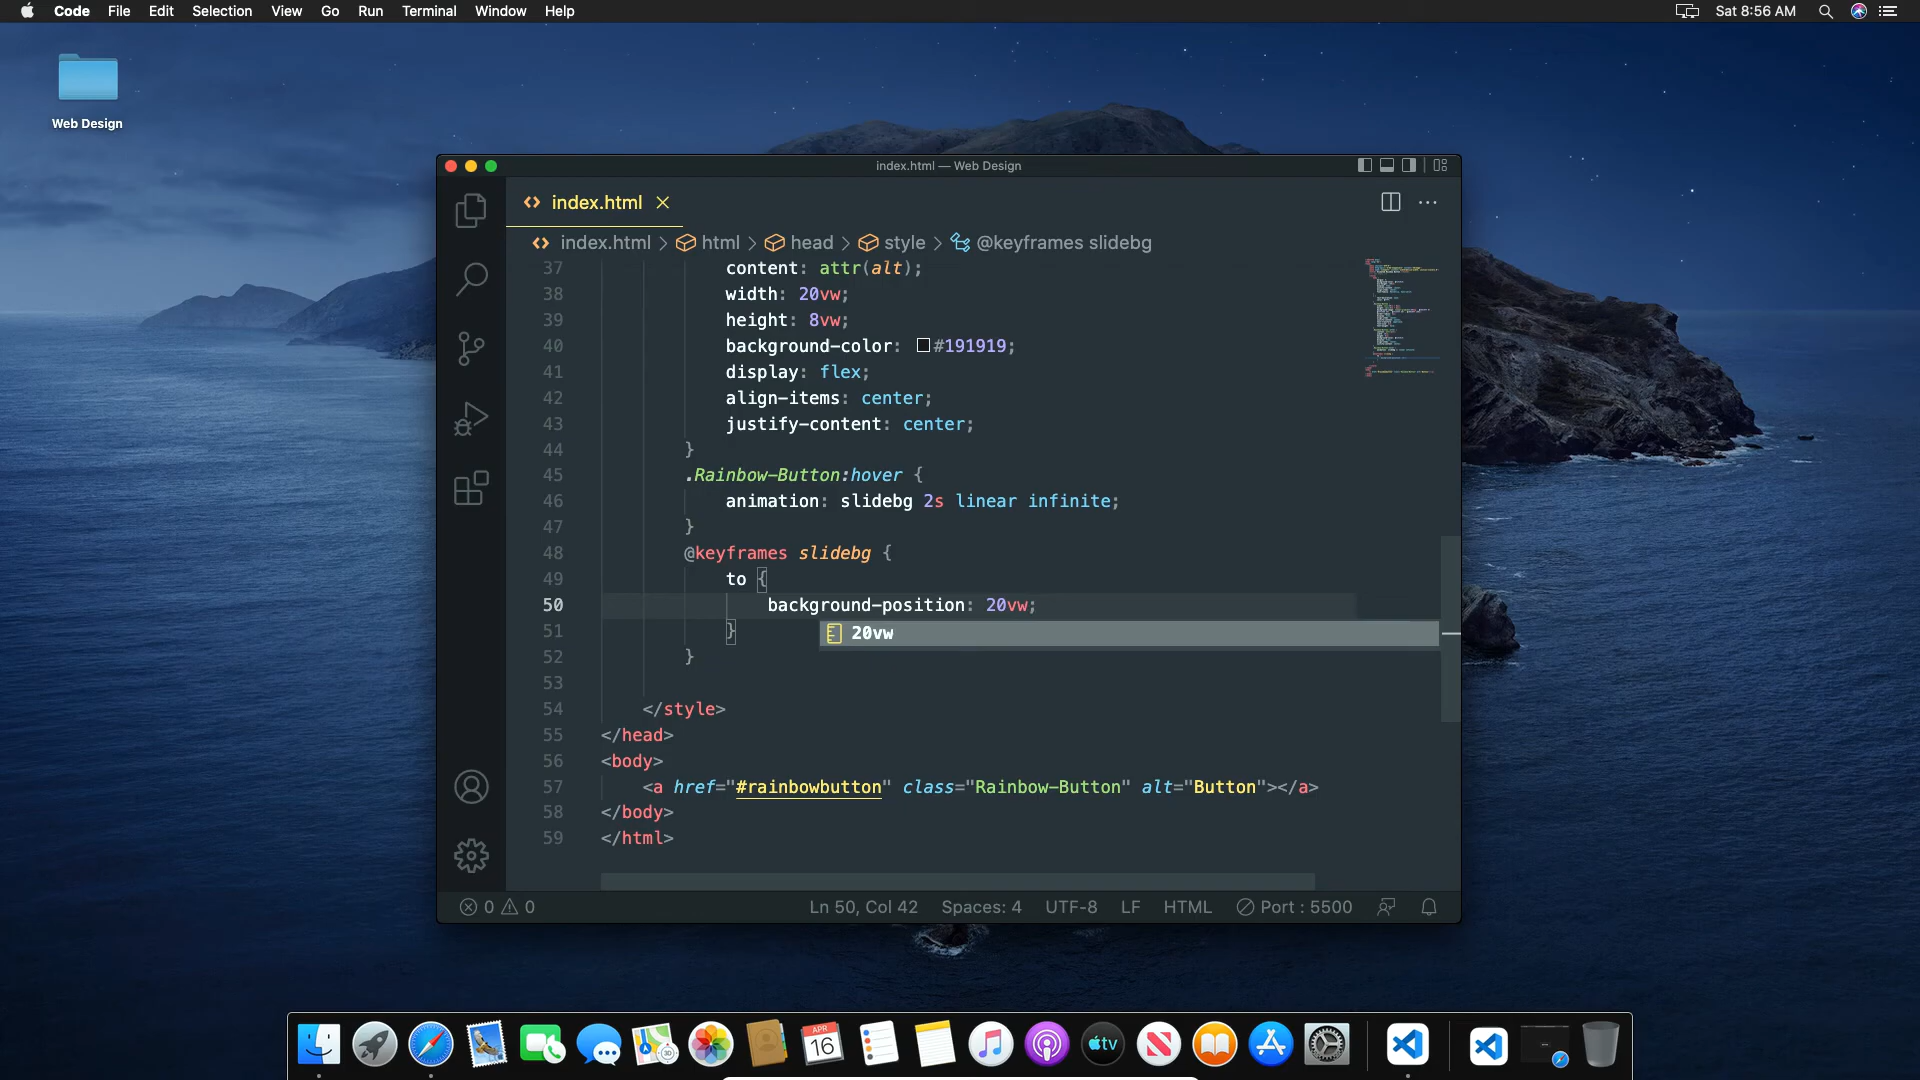 Code File Edit Selection View Go Run Terminal Window Help
Sat 8:56 AM
Web Design
index.html — Web Design
index.html
index.html > html > head > style > @keyframes slidebg
37 content: attr(alt);
38 width: 20vw;
39 height: 8vw;
40 background-color: #191919;
41 display: flex;
42 align-items: center;
43 justify-content: center;
44 }
45 .Rainbow-Button:hover {
46 animation: slidebg 2s linear infinite;
47 }
48 @keyframes slidebg {
49 to {
50 background-position: 20vw;
51 }
20vw
52 }
53
54 </style>
55 </head>
56 <body>
57 <a href="#rainbowbutton" class="Rainbow-Button" alt="Button"></a>
58 </body>
59 </html>
0 0 Ln 50, Col 42 Spaces: 4 UTF-8 LF HTML Port : 5500
3D
APR
16
tv